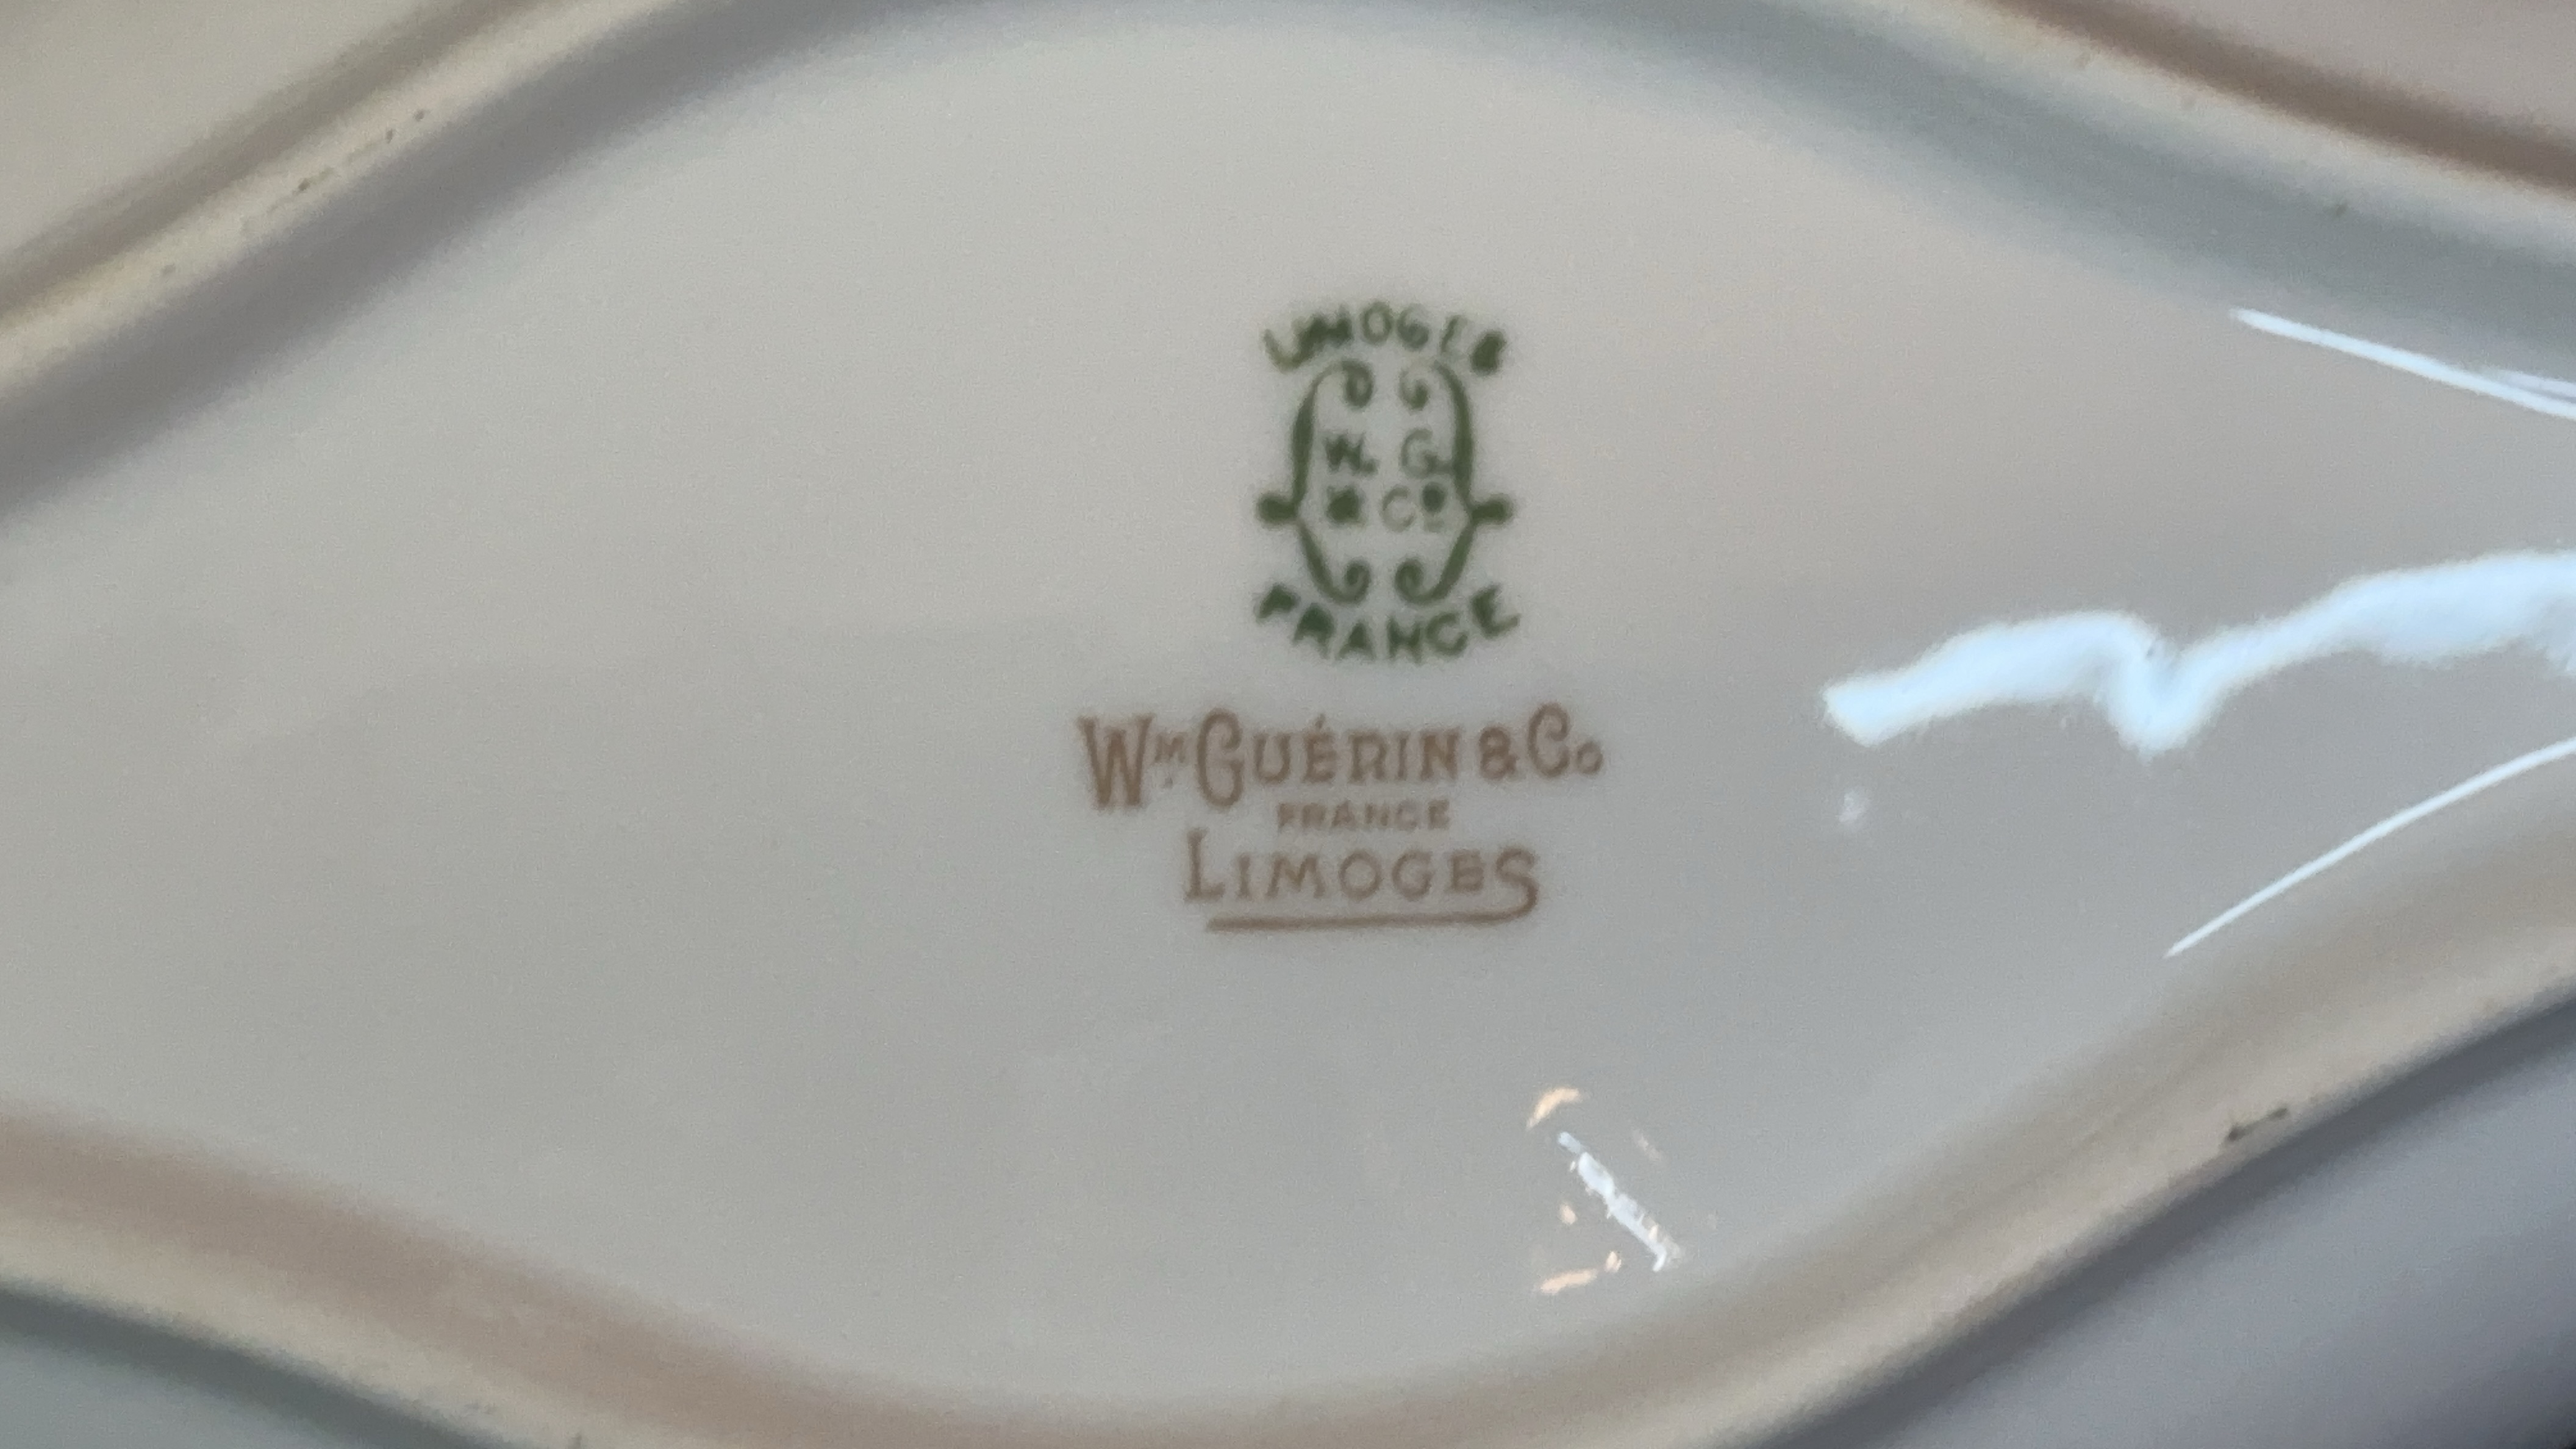 LIMOGES
W. G.
& Cº
FRANCE
Wᴹ GUÉRIN & Co
FRANCE
LIMOGES